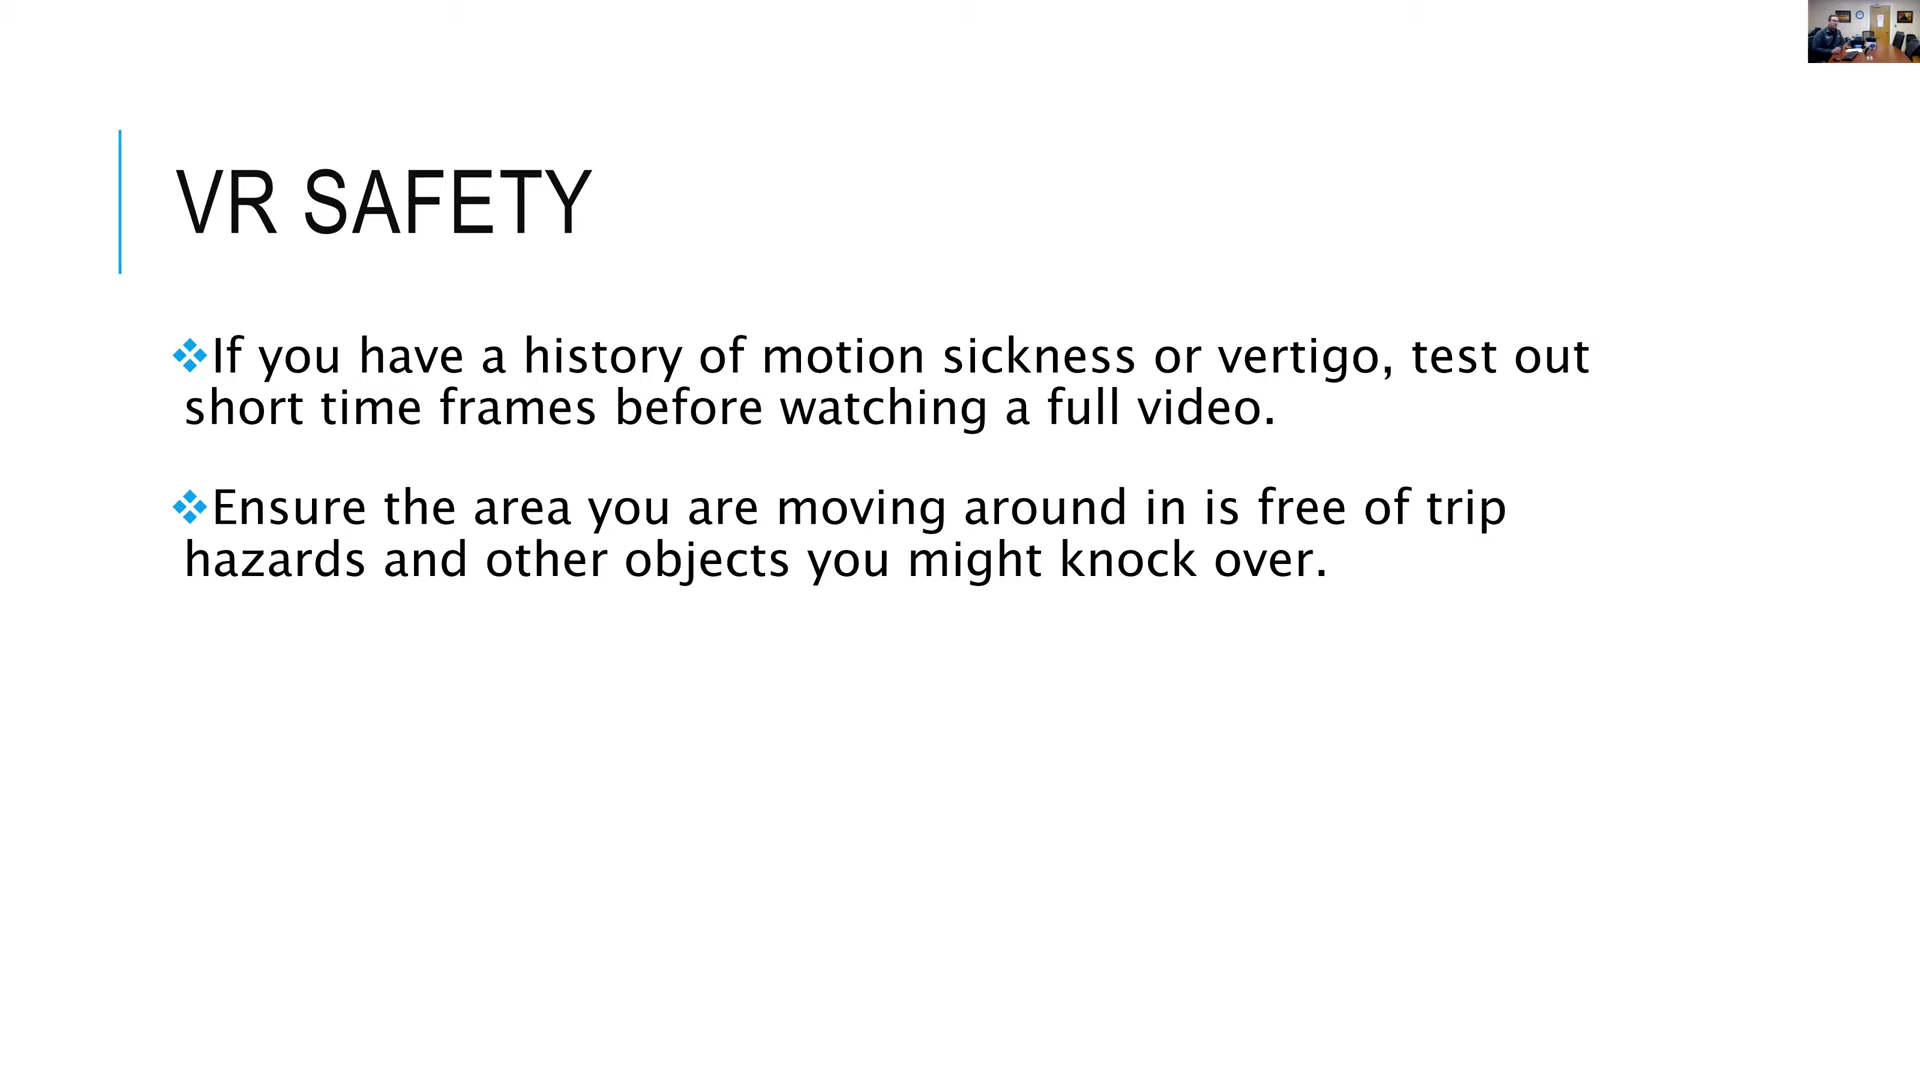 VR SAFETY
❖If you have a history of motion sickness or vertigo, test out
short time frames before watching a full video.
❖Ensure the area you are moving around in is free of trip
hazards and other objects you might knock over.